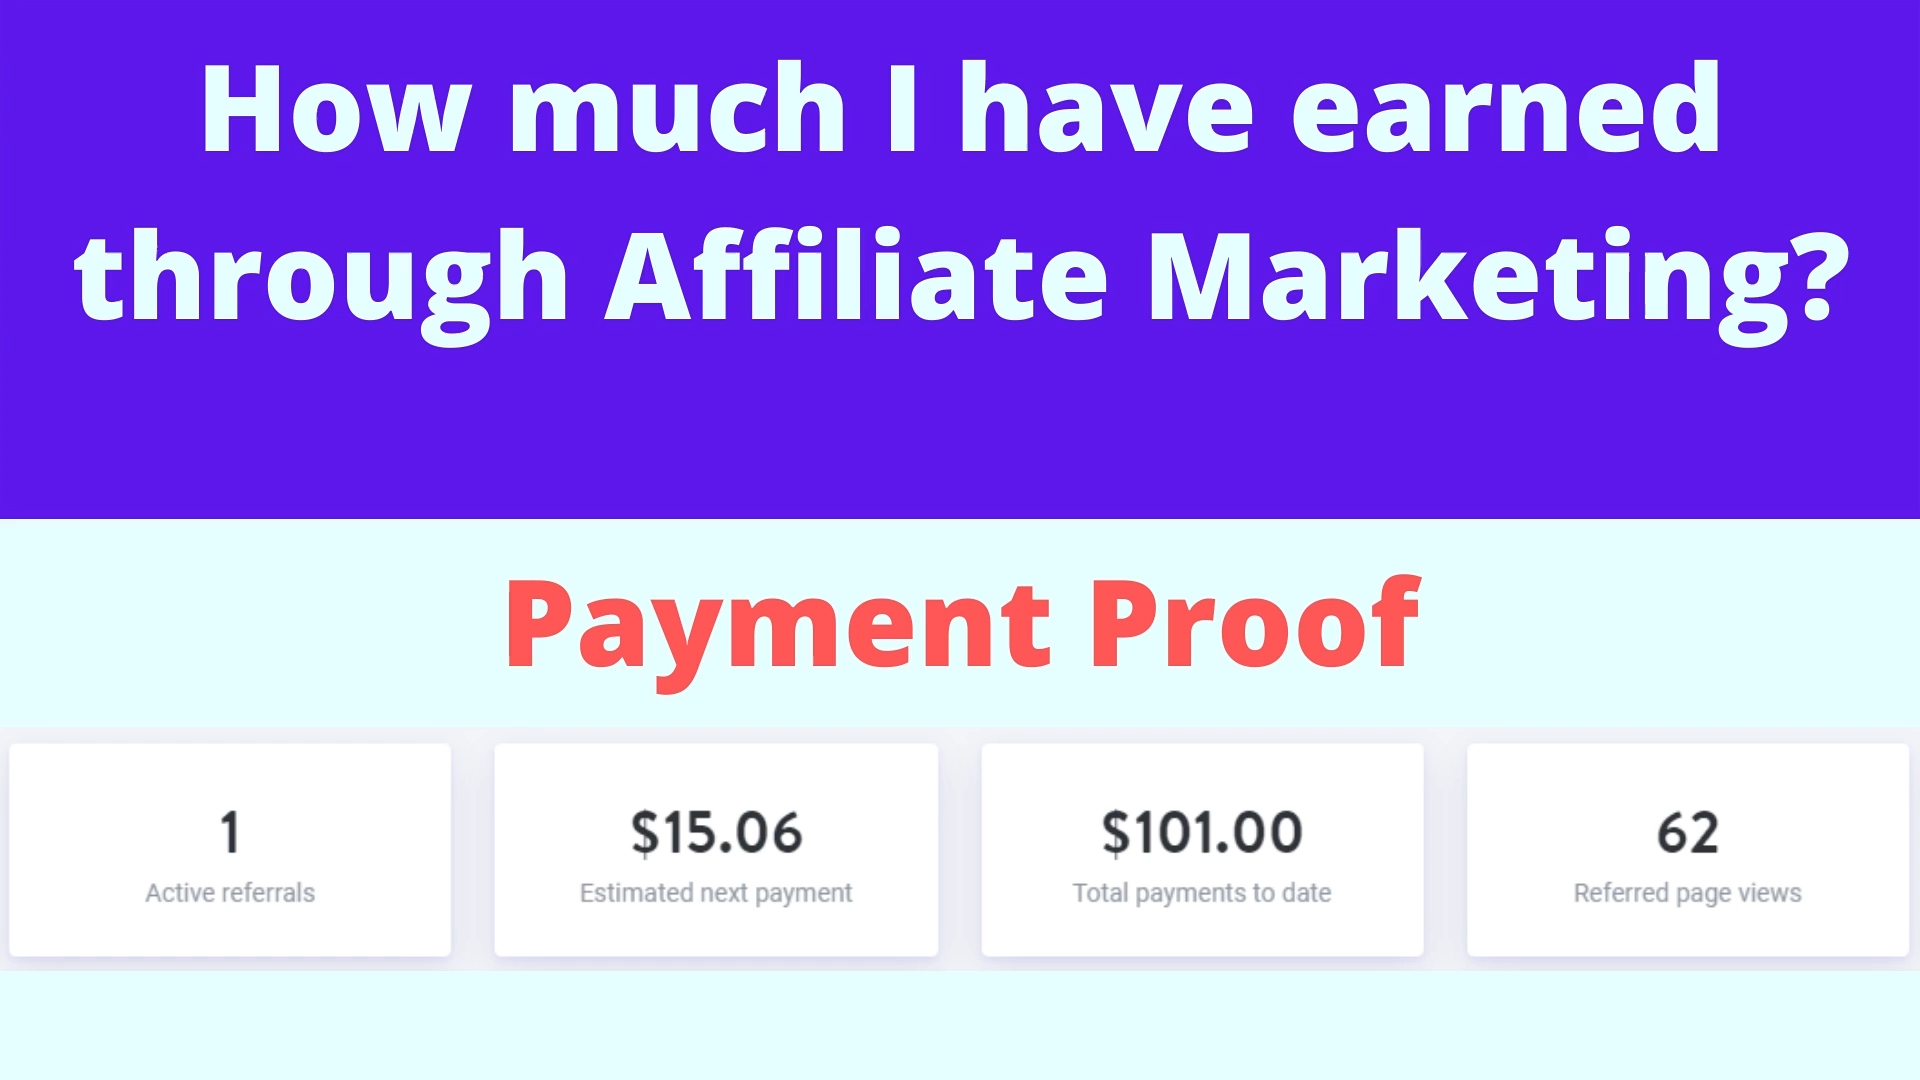 How much I have earned
through Affiliate Marketing?
Payment Proof
1
Active referrals
$15.06
Estimated next payment
$101.00
Total payments to date
62
Referred page views